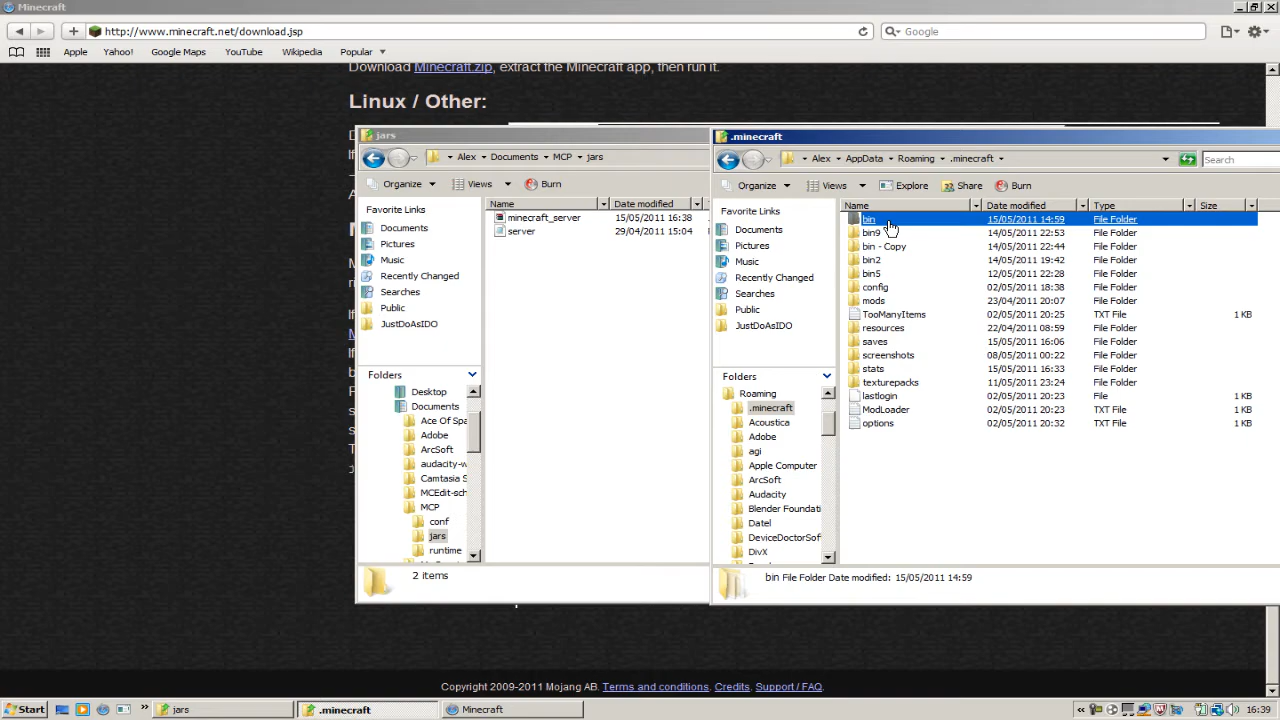 Minecraft
http://www.minecraft.net/download.jsp
Google
Apple Yahoo! Google Maps YouTube Wikipedia Popular
Download Minecraft.zip, extract the Minecraft app, then run it.
Linux / Other:
jars
Alex Documents MCP jars
Organize Views Burn
Favorite Links
Documents
Pictures
Music
Recently Changed
Searches
Public
JustDoAsIDO
Folders
Desktop
Documents
Ace Of Spa
Adobe
ArcSoft
audacity-w
Camtasia S
MCEdit-sch
MCP
conf
jars
runtime
Name Date modified
minecraft_server 15/05/2011 16:38
server 29/04/2011 15:04
2 items
.minecraft
Alex AppData Roaming .minecraft
Search
Organize Views Explore Share Burn
Favorite Links
Documents
Pictures
Music
Recently Changed
Searches
Public
JustDoAsIDO
Folders
Roaming
.minecraft
Acoustica
Adobe
agi
Apple Computer
ArcSoft
Audacity
Blender Foundati
Datel
DeviceDoctorSof
DivX
Name Date modified Type Size
bin 15/05/2011 14:59 File Folder
bin9 14/05/2011 22:53 File Folder
bin - Copy 14/05/2011 22:44 File Folder
bin2 14/05/2011 19:42 File Folder
bin5 12/05/2011 22:28 File Folder
config 02/05/2011 18:38 File Folder
mods 23/04/2011 20:07 File Folder
TooManyItems 02/05/2011 20:25 TXT File 1 KB
resources 22/04/2011 08:59 File Folder
saves 15/05/2011 16:06 File Folder
screenshots 08/05/2011 00:22 File Folder
stats 15/05/2011 16:33 File Folder
texturepacks 11/05/2011 23:24 File Folder
lastlogin 02/05/2011 20:23 File 1 KB
ModLoader 02/05/2011 20:23 TXT File 1 KB
options 02/05/2011 20:32 TXT File 1 KB
bin File Folder Date modified: 15/05/2011 14:59
Copyright 2009-2011 Mojang AB. Terms and conditions, Credits, Support / FAQ.
Start jars .minecraft Minecraft 16:39